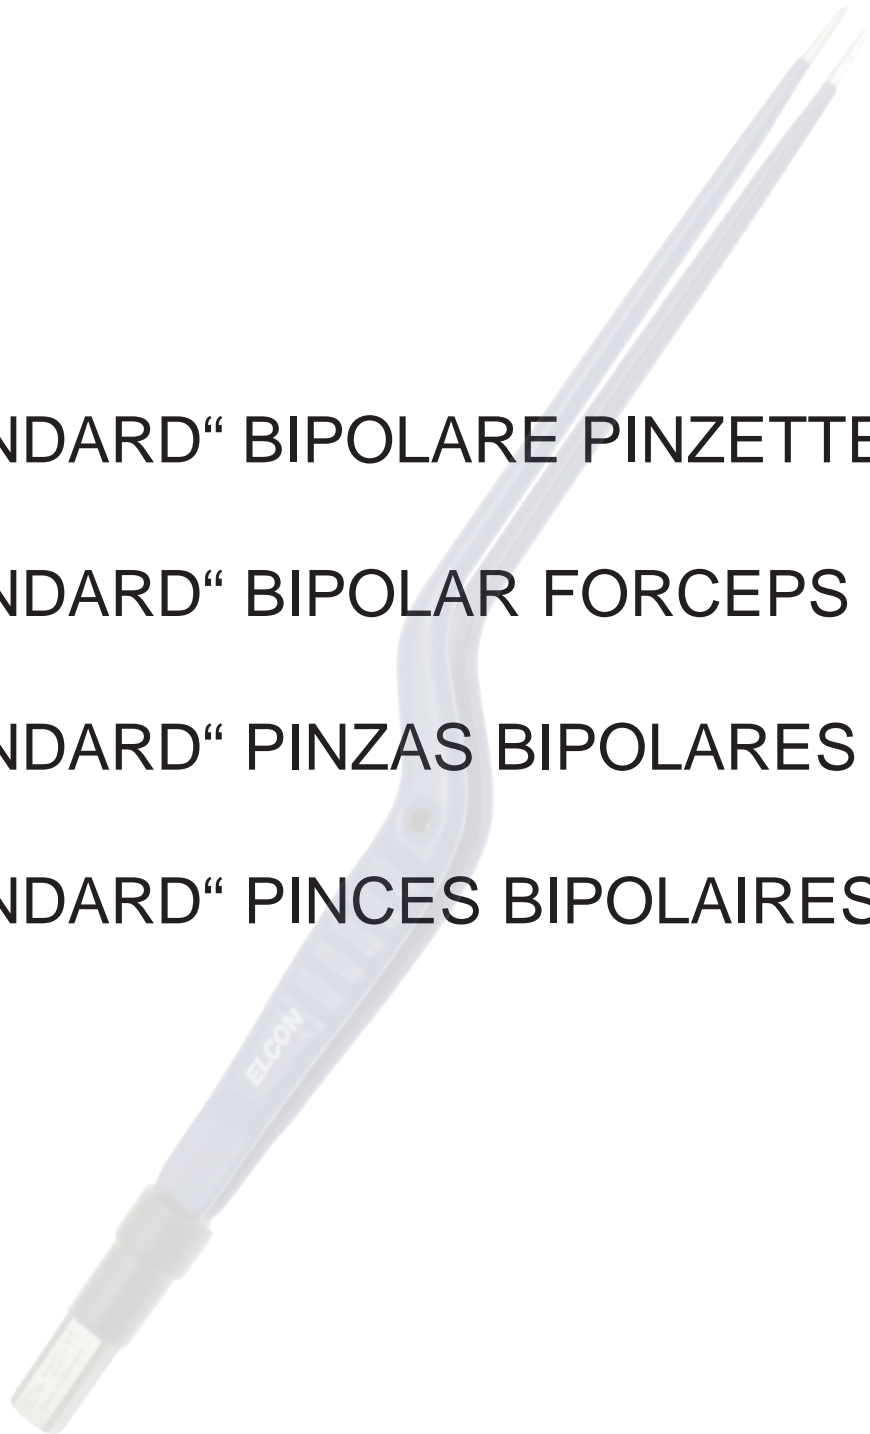 NDARD“ BIPOLARE PINZETTE
NDARD“ BIPOLAR FORCEPS
NDARD“ PINZAS BIPOLARES
NDARD“ PINCES BIPOLAIRES
ELCON